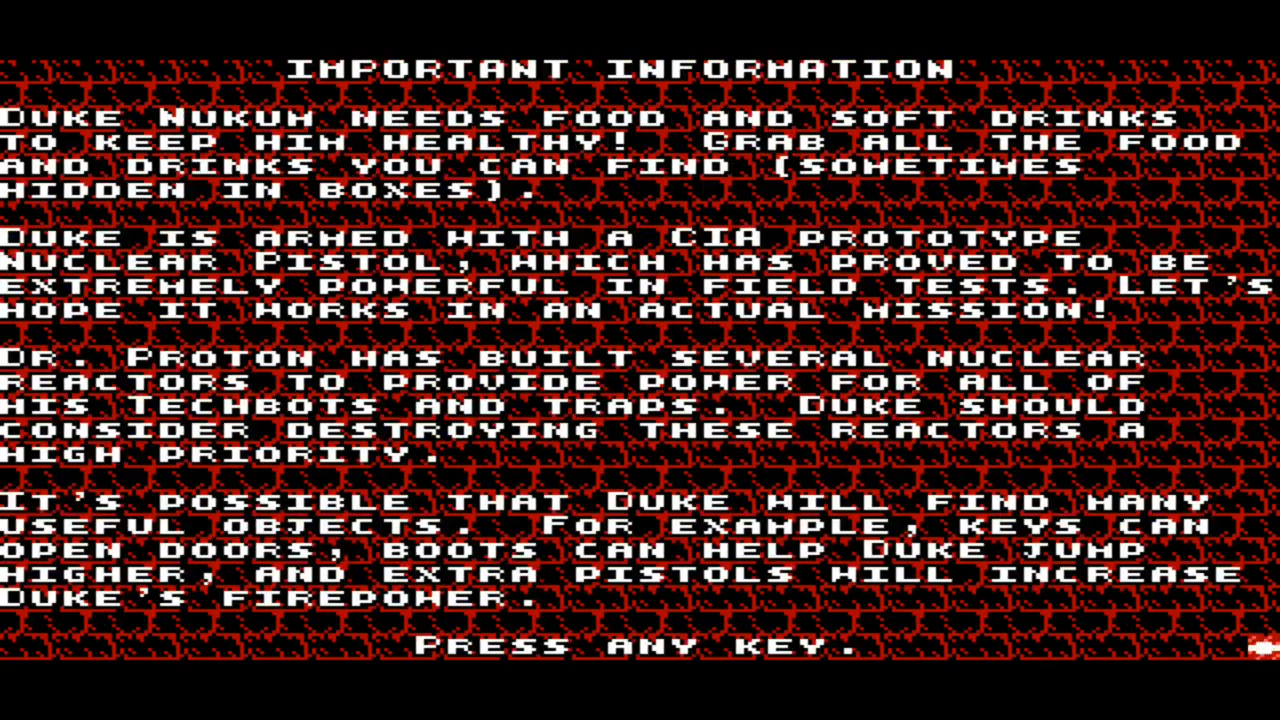 IMPORTANT INFORMATION
DUKE NUKUM NEEDS FOOD AND SOFT DRINKS
TO KEEP HIM HEALTHY!  GRAB ALL THE FOOD
AND DRINKS YOU CAN FIND (SOMETIMES
HIDDEN IN BOXES).
DUKE IS ARMED WITH A CIA PROTOTYPE
NUCLEAR PISTOL, WHICH HAS PROVED TO BE
EXTREMELY POWERFUL IN FIELD TESTS. LET'S
HOPE IT WORKS IN AN ACTUAL MISSION!
DR. PROTON HAS BUILT SEVERAL NUCLEAR
REACTORS TO PROVIDE POWER FOR ALL OF
HIS TECHBOTS AND TRAPS.  DUKE SHOULD
CONSIDER DESTROYING THESE REACTORS A
HIGH PRIORITY.
IT'S POSSIBLE THAT DUKE WILL FIND MANY
USEFUL OBJECTS.  FOR EXAMPLE, KEYS CAN
OPEN DOORS, BOOTS CAN HELP DUKE JUMP
HIGHER, AND EXTRA PISTOLS WILL INCREASE
DUKE'S FIREPOWER.
PRESS ANY KEY.